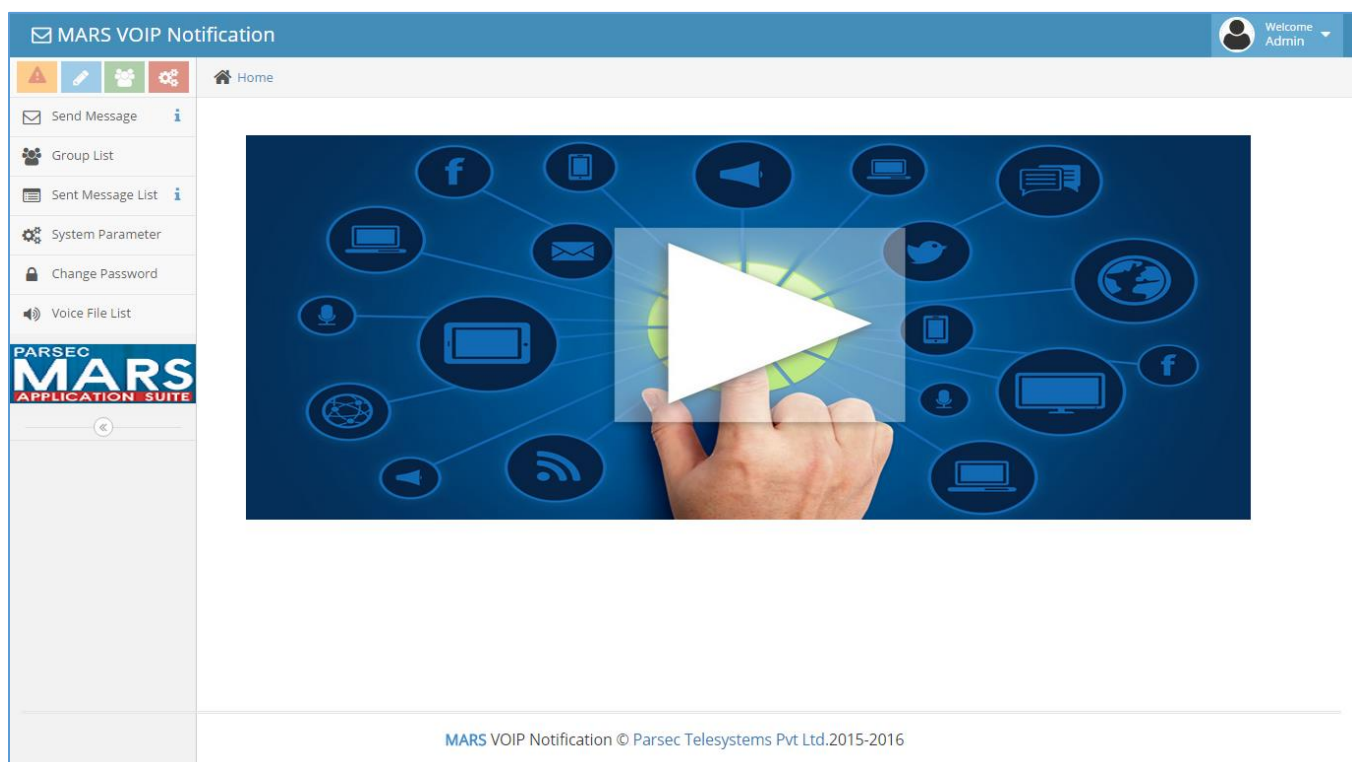 MARS VOIP Notification
Welcome
Admin
Home
Send Message
Group List
Sent Message List
System Parameter
Change Password
Voice File List
PARSEC
MARS
APPLICATION SUITE
MARS VOIP Notification © Parsec Telesystems Pvt Ltd.2015-2016